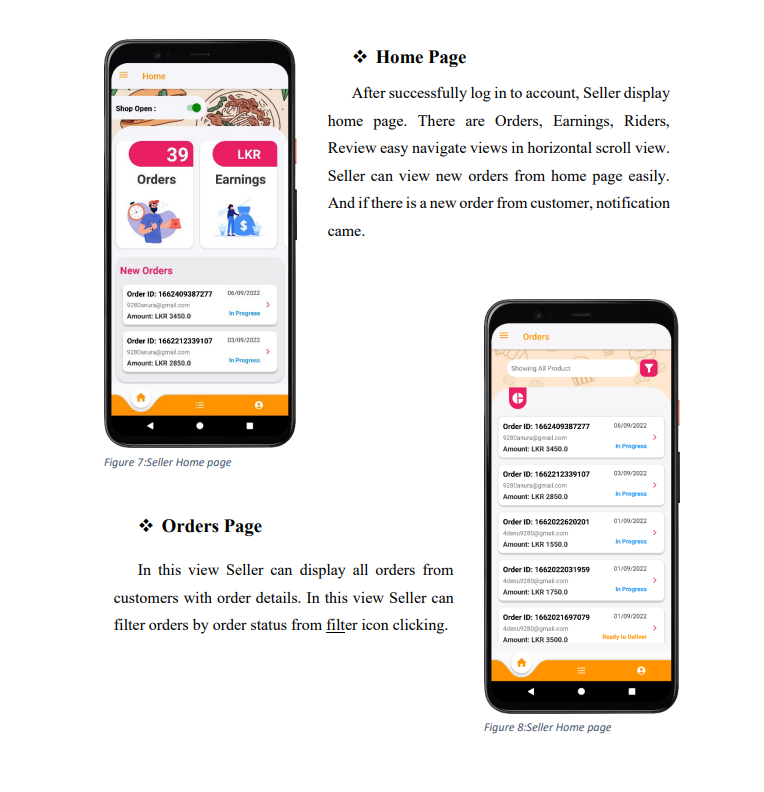 Home
Shop Open :
39
Orders
LKR
Earnings
New Orders
Order ID: 1662409387277 06/09/2022
9280anura@gmail.com
Amount: LKR 3450.0 In Progress
Order ID: 1662212339107 03/09/2022
9280anura@gmail.com
Amount: LKR 2850.0 In Progress
Figure 7:Seller Home page
❖ Home Page
After successfully log in to account, Seller display
home page. There are Orders, Earnings, Riders,
Review easy navigate views in horizontal scroll view.
Seller can view new orders from home page easily.
And if there is a new order from customer, notification
came.
❖ Orders Page
In this view Seller can display all orders from
customers with order details. In this view Seller can
filter orders by order status from filter icon clicking.
Orders
Showing All Product
Order ID: 1662409387277 06/09/2022
9280anura@gmail.com
Amount: LKR 3450.0 In Progress
Order ID: 1662212339107 03/09/2022
9280anura@gmail.com
Amount: LKR 2850.0 In Progress
Order ID: 1662022620201 01/09/2022
4denu9280@gmail.com
Amount: LKR 1550.0 In Progress
Order ID: 1662022031959 01/09/2022
4denu9280@gmail.com
Amount: LKR 1750.0 In Progress
Order ID: 1662021697079 01/09/2022
4denu9280@gmail.com
Amount: LKR 3500.0 Ready to Deliver
Figure 8:Seller Home page